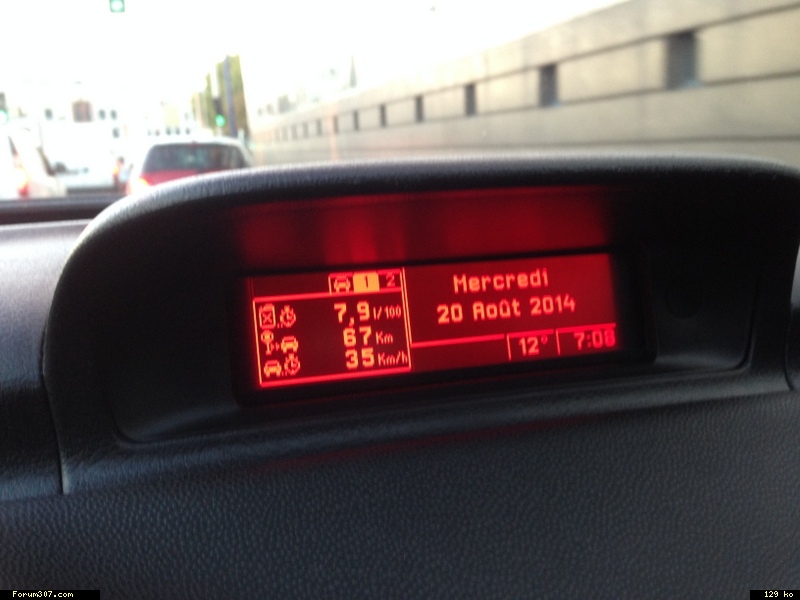 1 2
7,9 l/100
67 Km
35 Km/h
Mercredi
20 Août 2014
12° 7:08
Forum307.com
129 ko